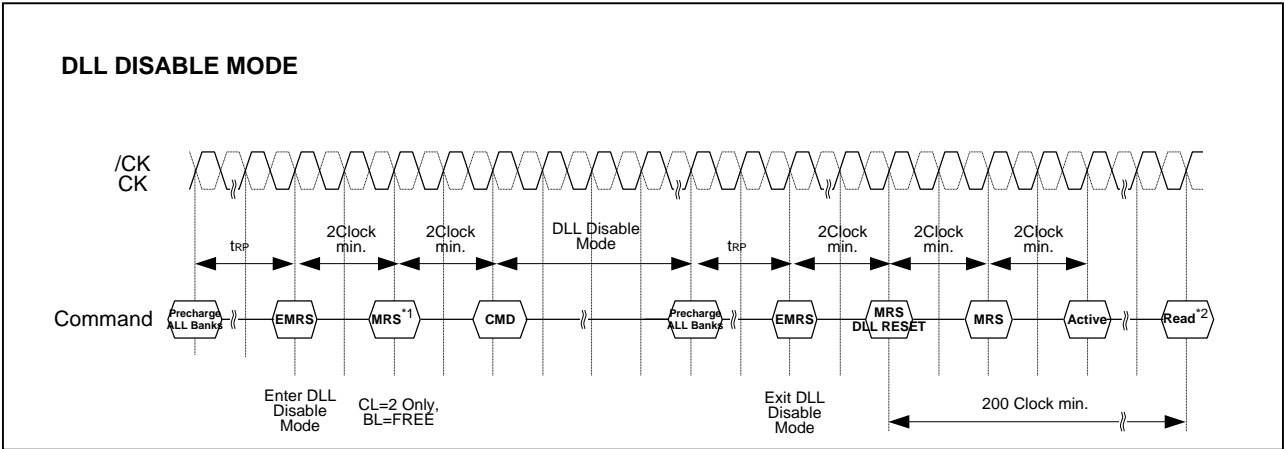 DLL DISABLE MODE
/CK
CK
tRP
2Clock
min.
2Clock
min.
DLL Disable
Mode
tRP
2Clock
min.
2Clock
min.
2Clock
min.
Command
Precharge
ALL Banks
EMRS
MRS*1
CMD
Precharge
ALL Banks
EMRS
MRS
DLL RESET
MRS
Active
Read*2
Enter DLL
Disable
Mode
CL=2 Only,
BL=FREE
Exit DLL
Disable
Mode
200 Clock min.